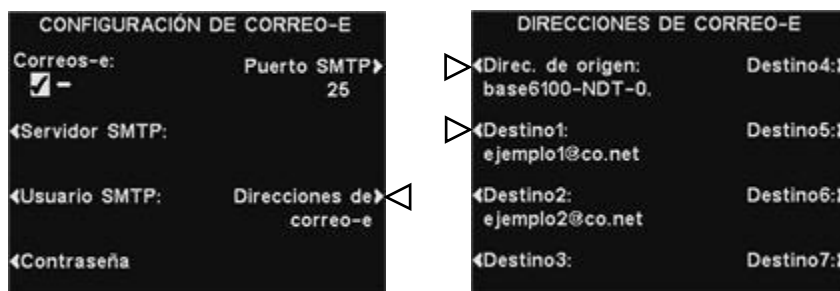 CONFIGURACIÓN DE CORREO-E
Correos-e:
Puerto SMTP
25
Servidor SMTP:
Usuario SMTP:
Direcciones de
correo-e
Contraseña
DIRECCIONES DE CORREO-E
Direc. de origen:
Destino4:
base6100-NDT-0.
Destino1:
Destino5:
ejemplo1@co.net
Destino2:
Destino6:
ejemplo2@co.net
Destino3:
Destino7: